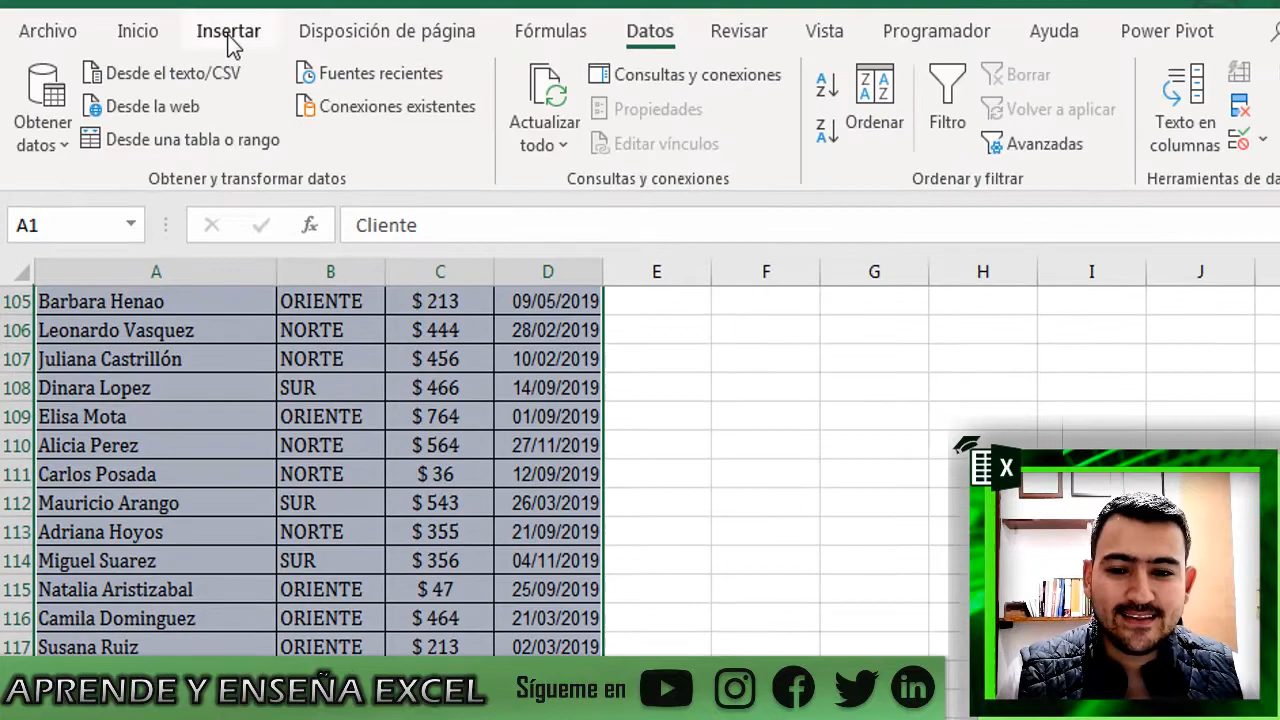 Archivo Inicio Insertar Disposición de página Fórmulas Datos Revisar Vista Programador Ayuda Power Pivot
Obtener datos
Desde el texto/CSV
Desde la web
Desde una tabla o rango
Fuentes recientes
Conexiones existentes
Obtener y transformar datos
Actualizar todo
Consultas y conexiones
Propiedades
Editar vínculos
Consultas y conexiones
Ordenar
Filtro
Borrar
Volver a aplicar
Avanzadas
Ordenar y filtrar
Texto en columnas
Herramientas de da
A1 fx Cliente
A B C D E F G H I J
105 Barbara Henao ORIENTE $ 213 09/05/2019
106 Leonardo Vasquez NORTE $ 444 28/02/2019
107 Juliana Castrillón NORTE $ 456 10/02/2019
108 Dinara Lopez SUR $ 466 14/09/2019
109 Elisa Mota ORIENTE $ 764 01/09/2019
110 Alicia Perez NORTE $ 564 27/11/2019
111 Carlos Posada NORTE $ 36 12/09/2019
112 Mauricio Arango SUR $ 543 26/03/2019
113 Adriana Hoyos NORTE $ 355 21/09/2019
114 Miguel Suarez SUR $ 356 04/11/2019
115 Natalia Aristizabal ORIENTE $ 47 25/09/2019
116 Camila Dominguez ORIENTE $ 464 21/03/2019
117 Susana Ruiz ORIENTE $ 213 02/03/2019
APRENDE Y ENSEÑA EXCEL Sígueme en